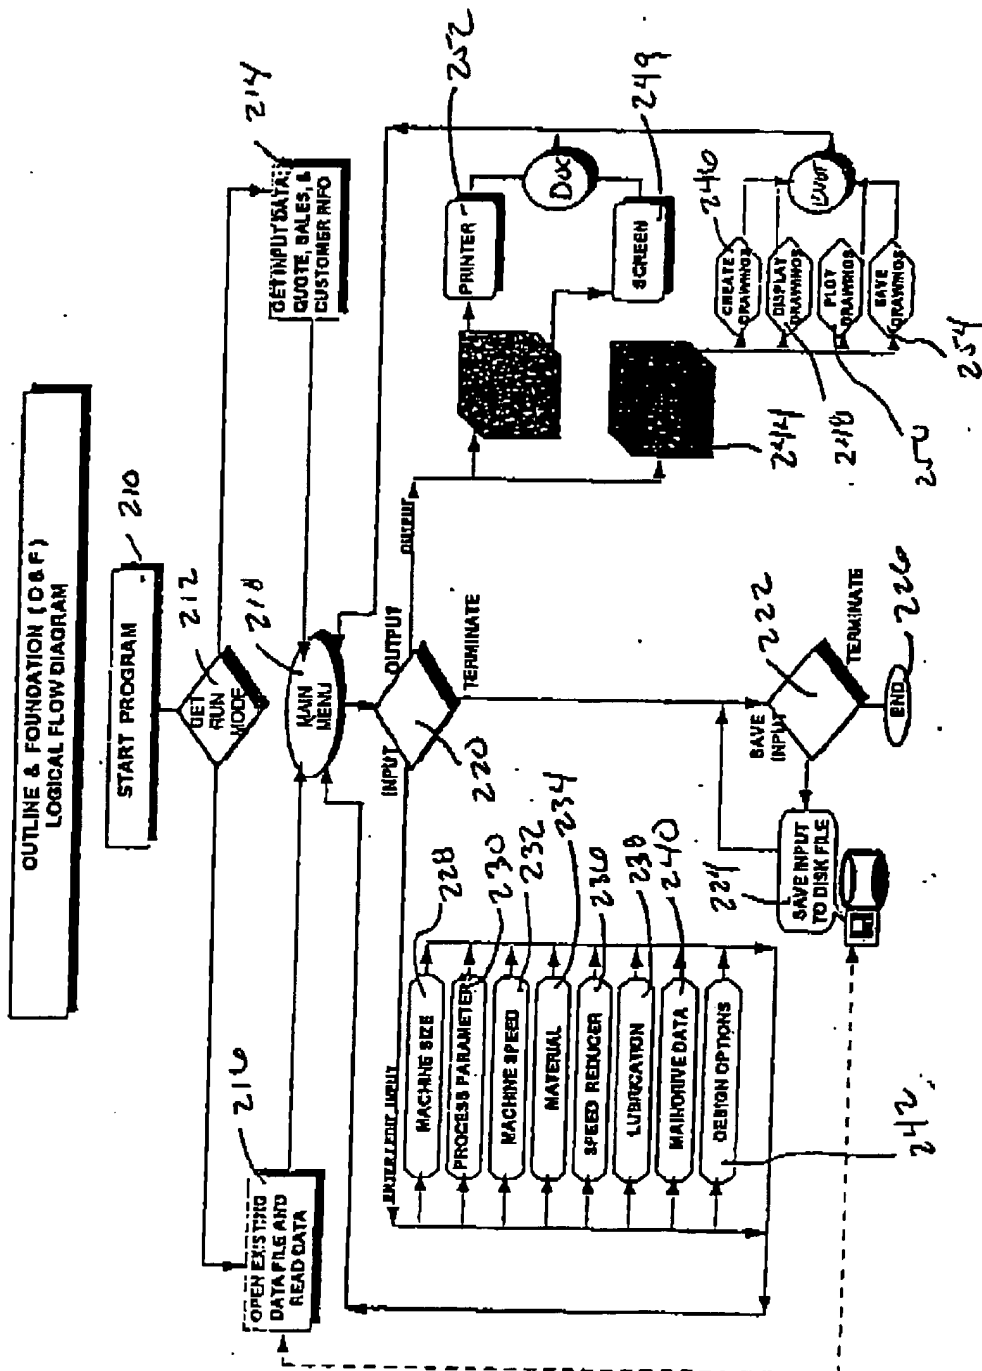 OUTLINE & FOUNDATION (O & F)
LOGICAL FLOW DIAGRAM
START PROGRAM
210
GET
RUN
MODE
212
OPEN EXISTING
DATA FILE AND
READ DATA
216
GET INPUT DATA:
QUOTE, SALES, &
CUSTOMER INFO
214
MAIN
MENU
218
INPUT
OUTPUT
TERMINATE
220
ENTER/EDIT INPUT
MACHINE SIZE
228
PROCESS PARAMETERS
230
MACHINE SPEED
232
MATERIAL
234
SPEED REDUCER
236
LUBRICATION
238
MAINDRIVE DATA
240
DESIGN OPTIONS
242
OUTPUT
PRINTER
252
SCREEN
249
DOC
244
CREATE
DRAWINGS
246
DISPLAY
DRAWINGS
248
PLOT
DRAWINGS
250
SAVE
DRAWINGS
254
SAVE
INPUT
TERMINATE
222
SAVE INPUT
TO DISK FILE
224
END
226